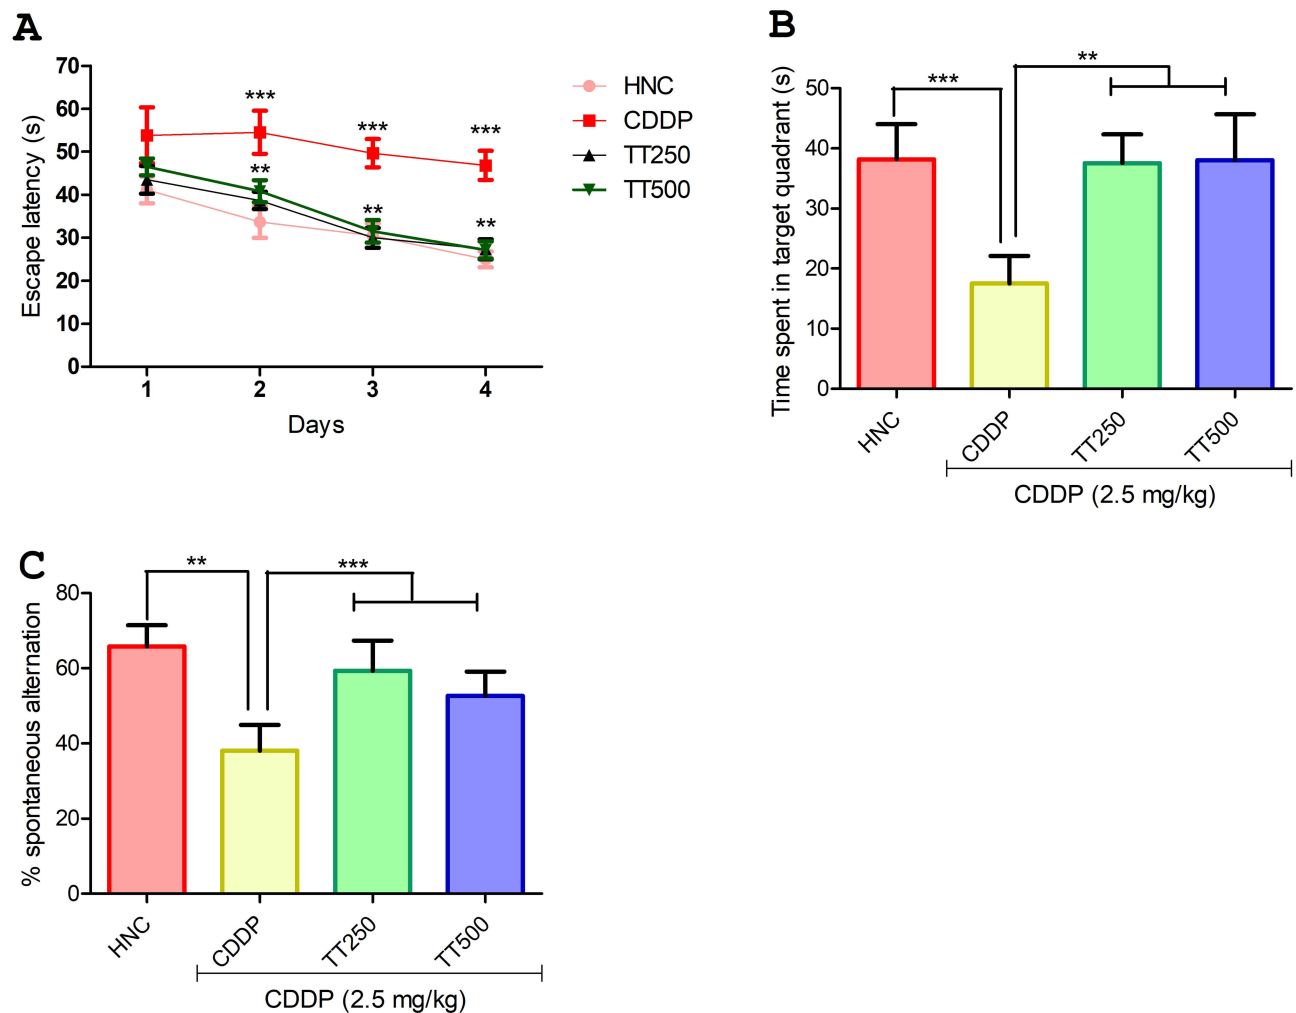 A
70
60
50
40
30
20
10
0
Escape latency (s)
***
***
***
**
**
**
1 2 3 4
Days
HNC
CDDP
TT250
TT500
B
50
40
30
20
10
0
Time spent in target quadrant (s)
***
**
HNC CDDP TT250 TT500
CDDP (2.5 mg/kg)
C
80
60
40
20
0
% spontaneous alternation
**
***
HNC CDDP TT250 TT500
CDDP (2.5 mg/kg)